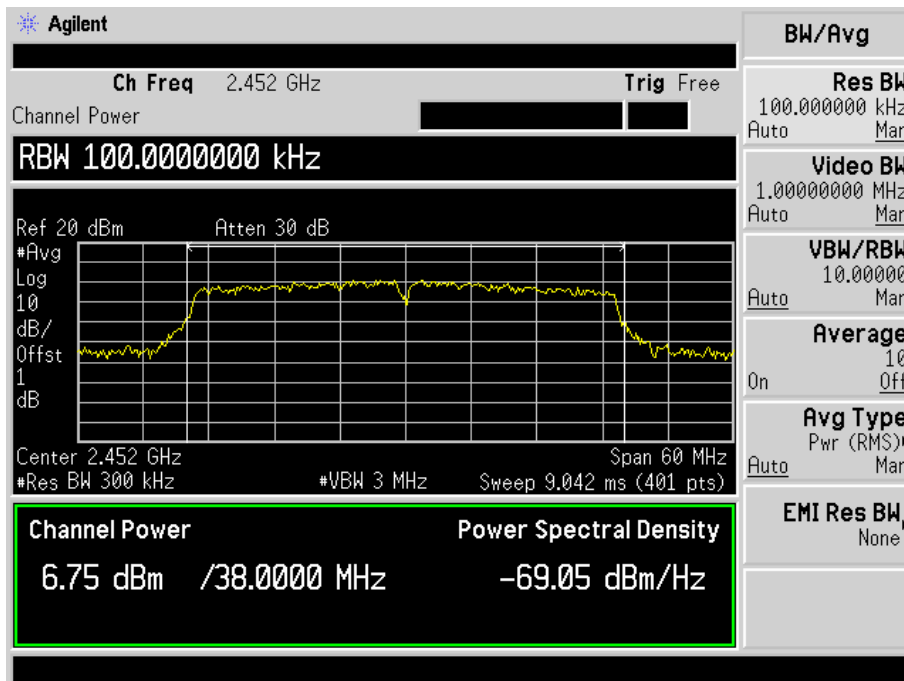 Agilent
Ch Freq 2.452 GHz Trig Free
Channel Power
RBW 100.0000000 kHz
Ref 20 dBm Atten 30 dB
#Avg
Log
10
dB/
Offst
1
dB
Center 2.452 GHz Span 60 MHz
#Res BW 300 kHz #VBW 3 MHz Sweep 9.042 ms (401 pts)
Channel Power Power Spectral Density
6.75 dBm /38.0000 MHz -69.05 dBm/Hz
BW/Avg
Res BW
100.000000 kHz
Auto Man
Video BW
1.00000000 MHz
Auto Man
VBW/RBW
10.00000
Auto Man
Average
10
On Off
Avg Type
Pwr (RMS)
Auto Man
EMI Res BW
None